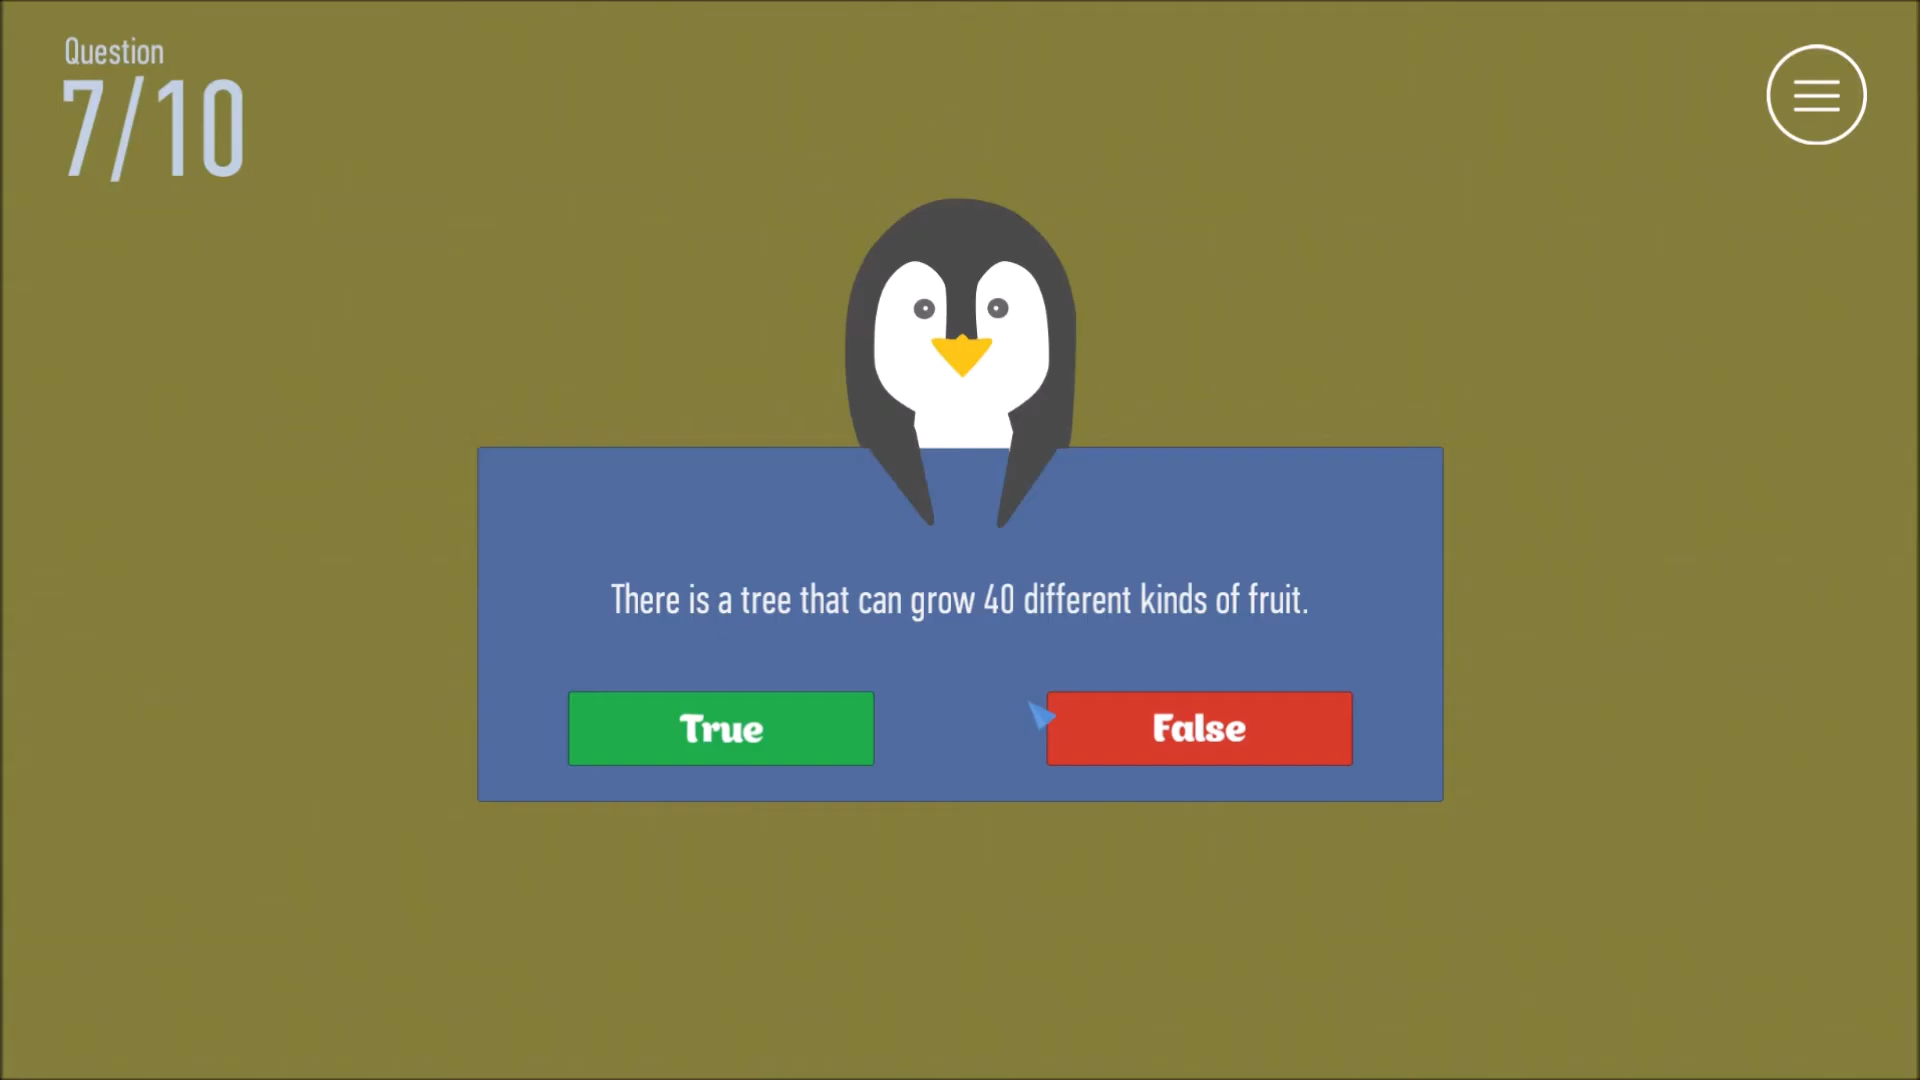 Question
7/10
There is a tree that can grow 40 different kinds of fruit.
True
False